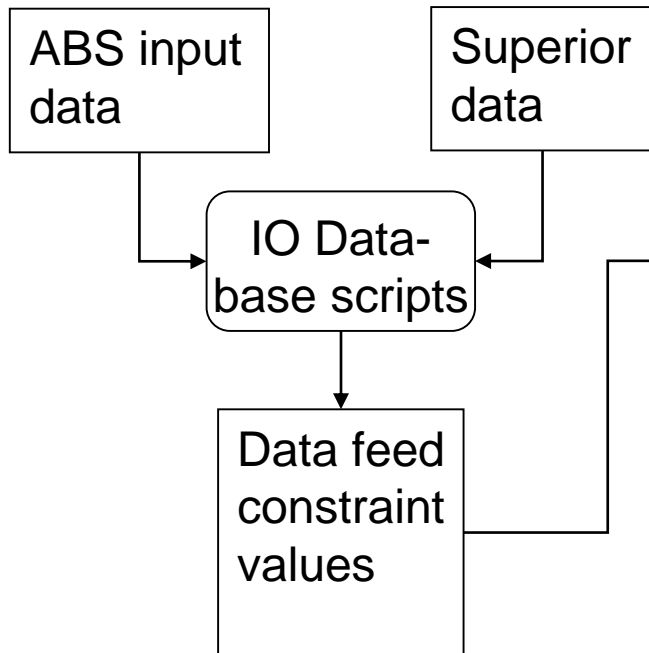 ABS input
data
Superior
data
IO Data-
base scripts
Data feed
constraint
values